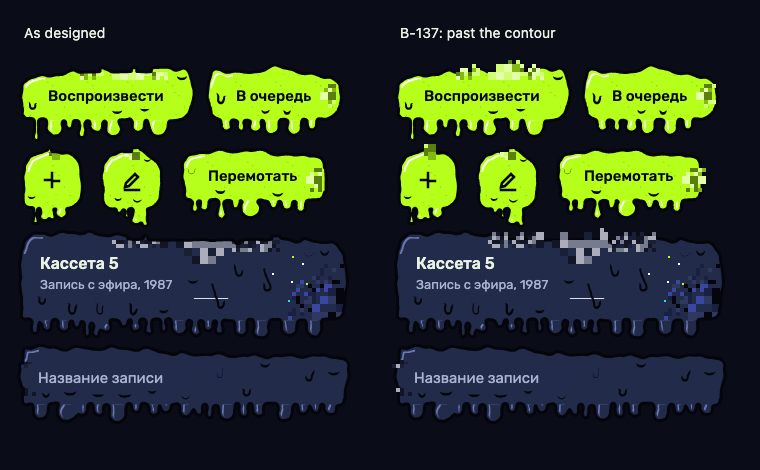 As designed
B-137: past the contour
Воспроизвести
В очередь
Воспроизвести
В очередь
Перемотать
Перемотать
Кассета 5
Запись с эфира, 1987
Кассета 5
Запись с эфира, 1987
Название записи
Название записи